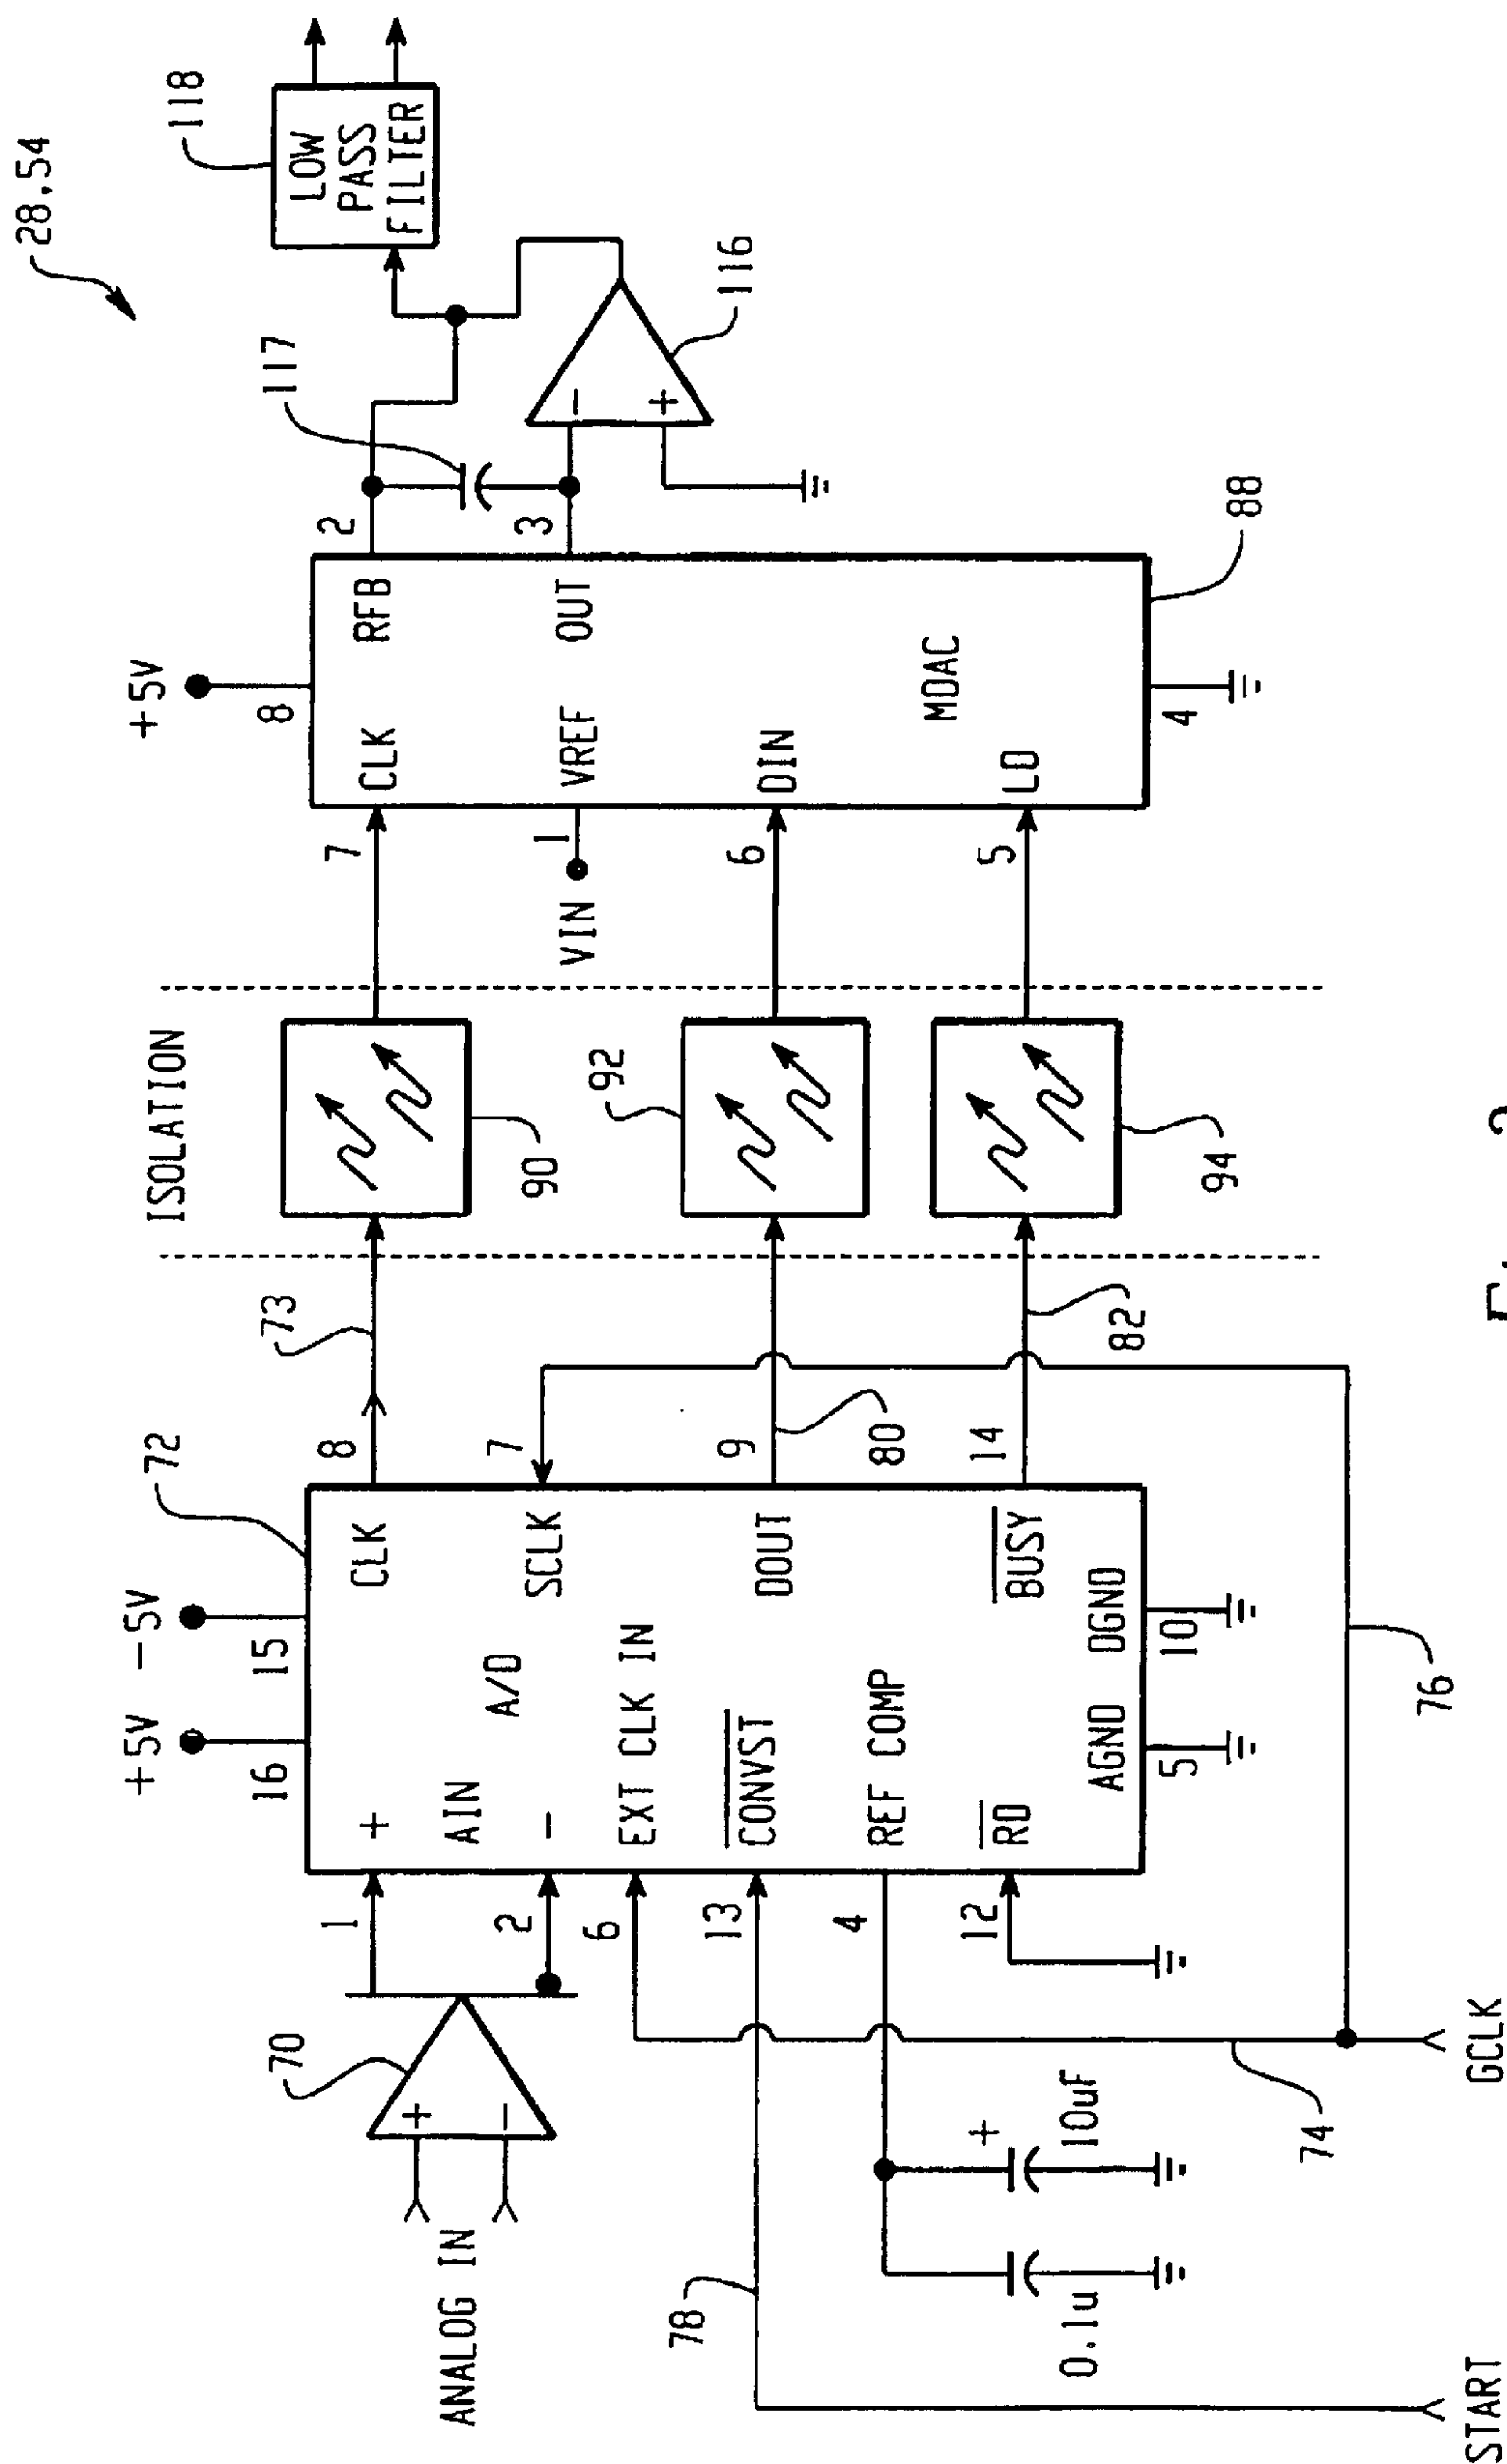 28,54
+5V
-5V
72
16
15
70
ANALOG IN
+
-
1
2
6
13
4
12
+
AIN
-
A/D
EXT CLK IN
CONVST
REF COMP
RD
AGND
DGND
5
10
CLK
SCLK
DOUT
BUSY
8
7
9
14
73
80
82
76
74
78
0.1u
+
10uF
START
GCLK
ISOLATION
90
92
94
+5V
8
7
1
VIN
6
5
CLK
VREF
DIN
LD
MDAC
RFB
OUT
4
88
2
3
117
-
+
116
118
LOW
PASS
FILTER